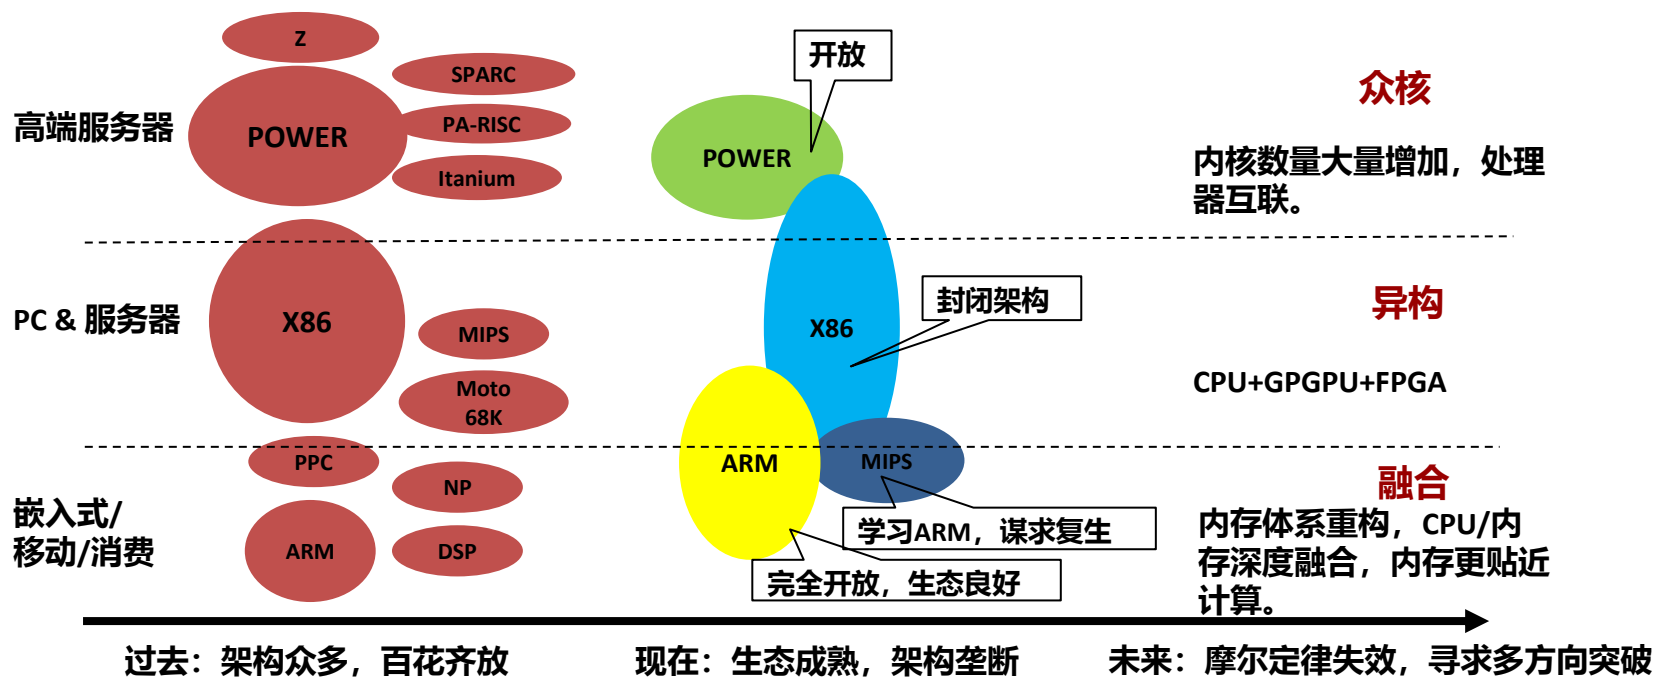 Z
SPARC
POWER
PA-RISC
Itanium
高端服务器
开放
POWER
众核
内核数量大量增加，处理
器互联。
PC & 服务器
X86
MIPS
Moto
68K
封闭架构
X86
异构
CPU+GPGPU+FPGA
嵌入式/
移动/消费
PPC
NP
ARM
DSP
ARM
MIPS
学习ARM，谋求复生
完全开放，生态良好
融合
内存体系重构，CPU/内
存深度融合，内存更贴近
计算。
过去：架构众多，百花齐放
现在：生态成熟，架构垄断
未来：摩尔定律失效，寻求多方向突破